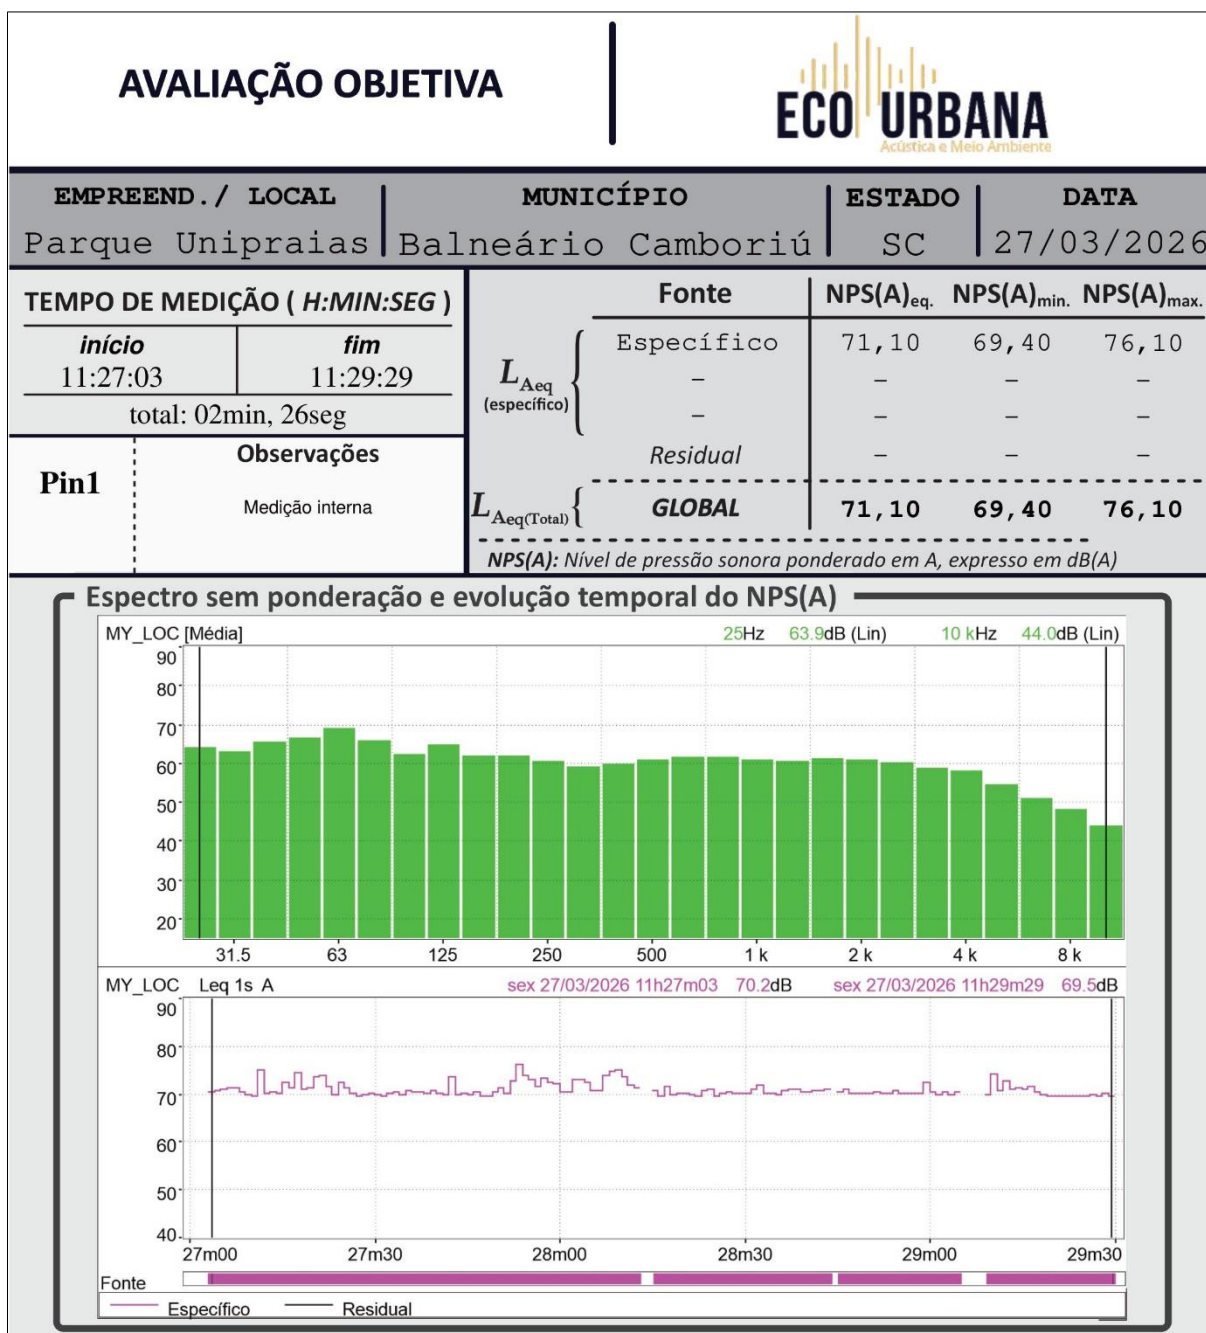 AVALIAÇÃO OBJETIVA
ECO URBANA
Acústica e Meio Ambiente
EMPREEND./ LOCAL MUNICÍPIO ESTADO DATA
Parque Unipraias Balneário Camboriú SC 27/03/2026
TEMPO DE MEDIÇÃO ( H:MIN:SEG )
início fim
11:27:03 11:29:29
total: 02min, 26seg
Pin1
Observações
Medição interna
Fonte NPS(A)eq. NPS(A)min. NPS(A)max.
LAeq (específico)
Específico 71,10 69,40 76,10
– – – –
– – – –
Residual – – –
LAeq(Total) GLOBAL 71,10 69,40 76,10
NPS(A): Nível de pressão sonora ponderado em A, expresso em dB(A)
Espectro sem ponderação e evolução temporal do NPS(A)
MY_LOC [Média] 25Hz 63.9dB (Lin) 10 kHz 44.0dB (Lin)
90
80
70
60
50
40
30
20
31.5 63 125 250 500 1 k 2 k 4 k 8 k
MY_LOC Leq 1s A sex 27/03/2026 11h27m03 70.2dB sex 27/03/2026 11h29m29 69.5dB
90
80
70
60
50
40
27m00 27m30 28m00 28m30 29m00 29m30
Fonte
Específico Residual